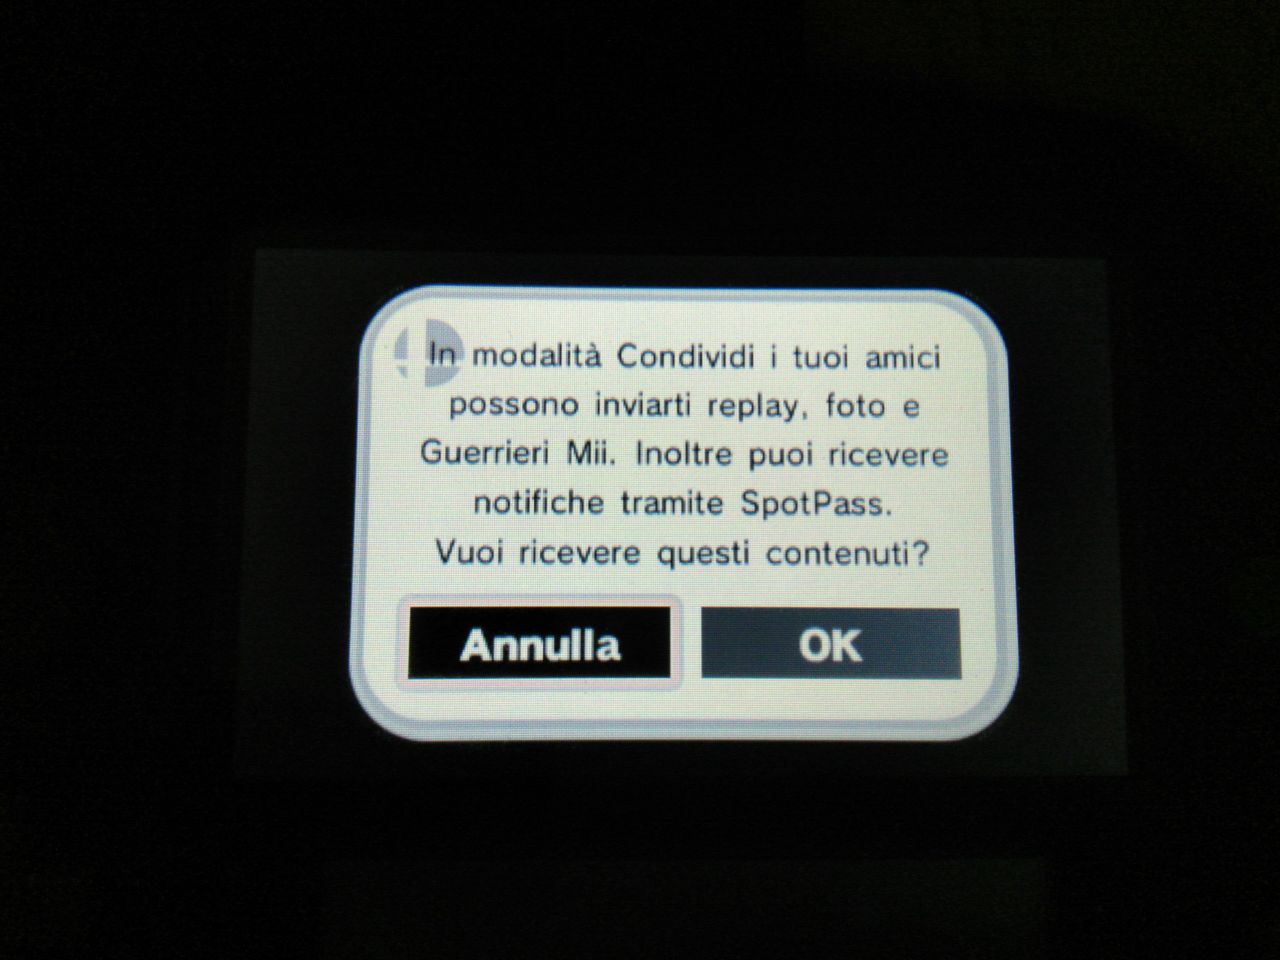 In modalità Condividi i tuoi amici
possono inviarti replay, foto e
Guerrieri Mii. Inoltre puoi ricevere
notifiche tramite SpotPass.
Vuoi ricevere questi contenuti?
Annulla
OK